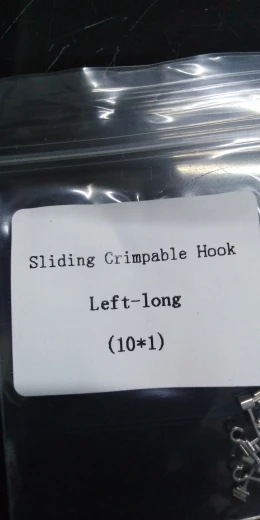 Sliding Crimpable Hook
Left-long
(10*1)